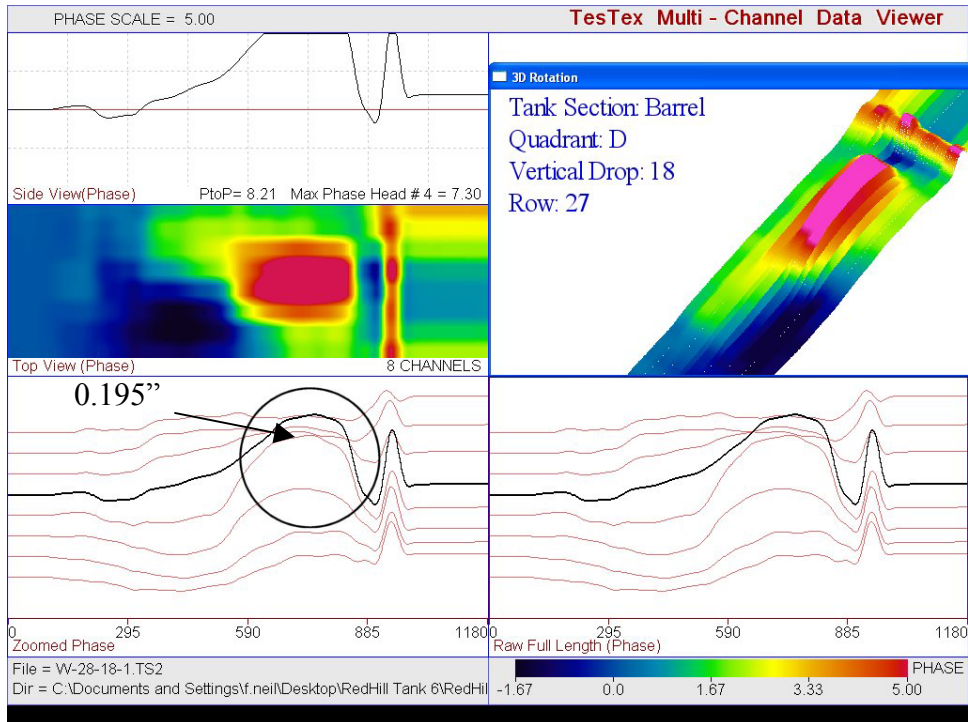 PHASE SCALE = 5.00
TesTex Multi - Channel Data Viewer
3D Rotation
Tank Section: Barrel
Quadrant: D
Vertical Drop: 18
Row: 27
Side View(Phase)
PtoP= 8.21 Max Phase Head # 4 = 7.30
Top View (Phase)
8 CHANNELS
0.195”
0 295 590 885 1180
Zoomed Phase
0 295 590 885 1180
Raw Full Length (Phase)
File = W-28-18-1.TS2
Dir = C:\Documents and Settings\f.neil\Desktop\RedHill Tank 6\RedHil
PHASE
-1.67 0.0 1.67 3.33 5.00